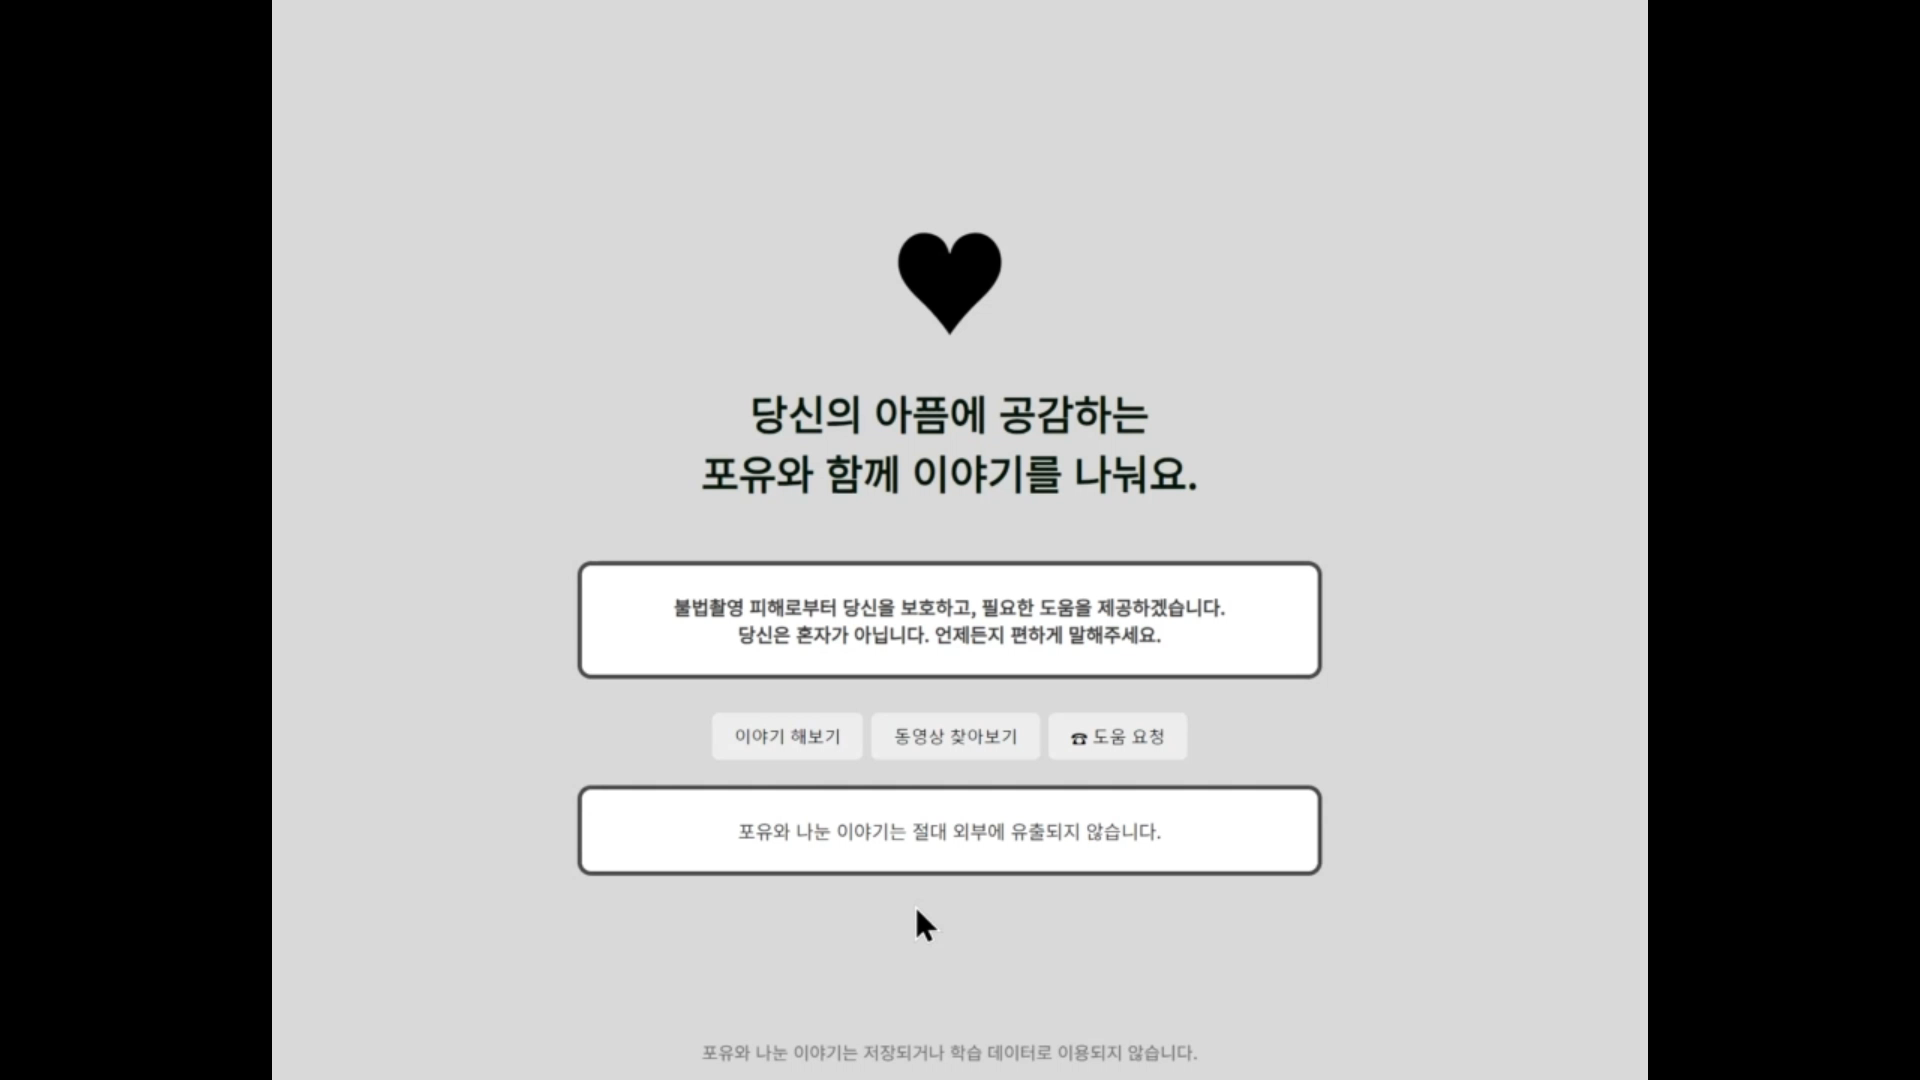 당신의 아픔에 공감하는
포유와 함께 이야기를 나눠요.
불법촬영 피해로부터 당신을 보호하고, 필요한 도움을 제공하겠습니다.
당신은 혼자가 아닙니다. 언제든지 편하게 말해주세요.
이야기 해보기
동영상 찾아보기
☎ 도움 요청
포유와 나눈 이야기는 절대 외부에 유출되지 않습니다.
포유와 나눈 이야기는 저장되거나 학습 데이터로 이용되지 않습니다.